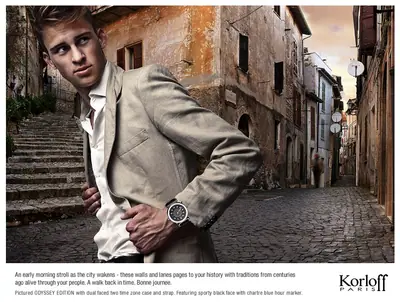 An early morning stroll as the city wakens - these walls and lanes pages to your history with traditions from centuries
ago alive through your people. A walk back in time. Bonne journee.
Pictured ODYSSEY EDITION with dual faced two time zone case and strap. Featuring sporty black face with chartre blue hour marker.
Korloff
PARIS